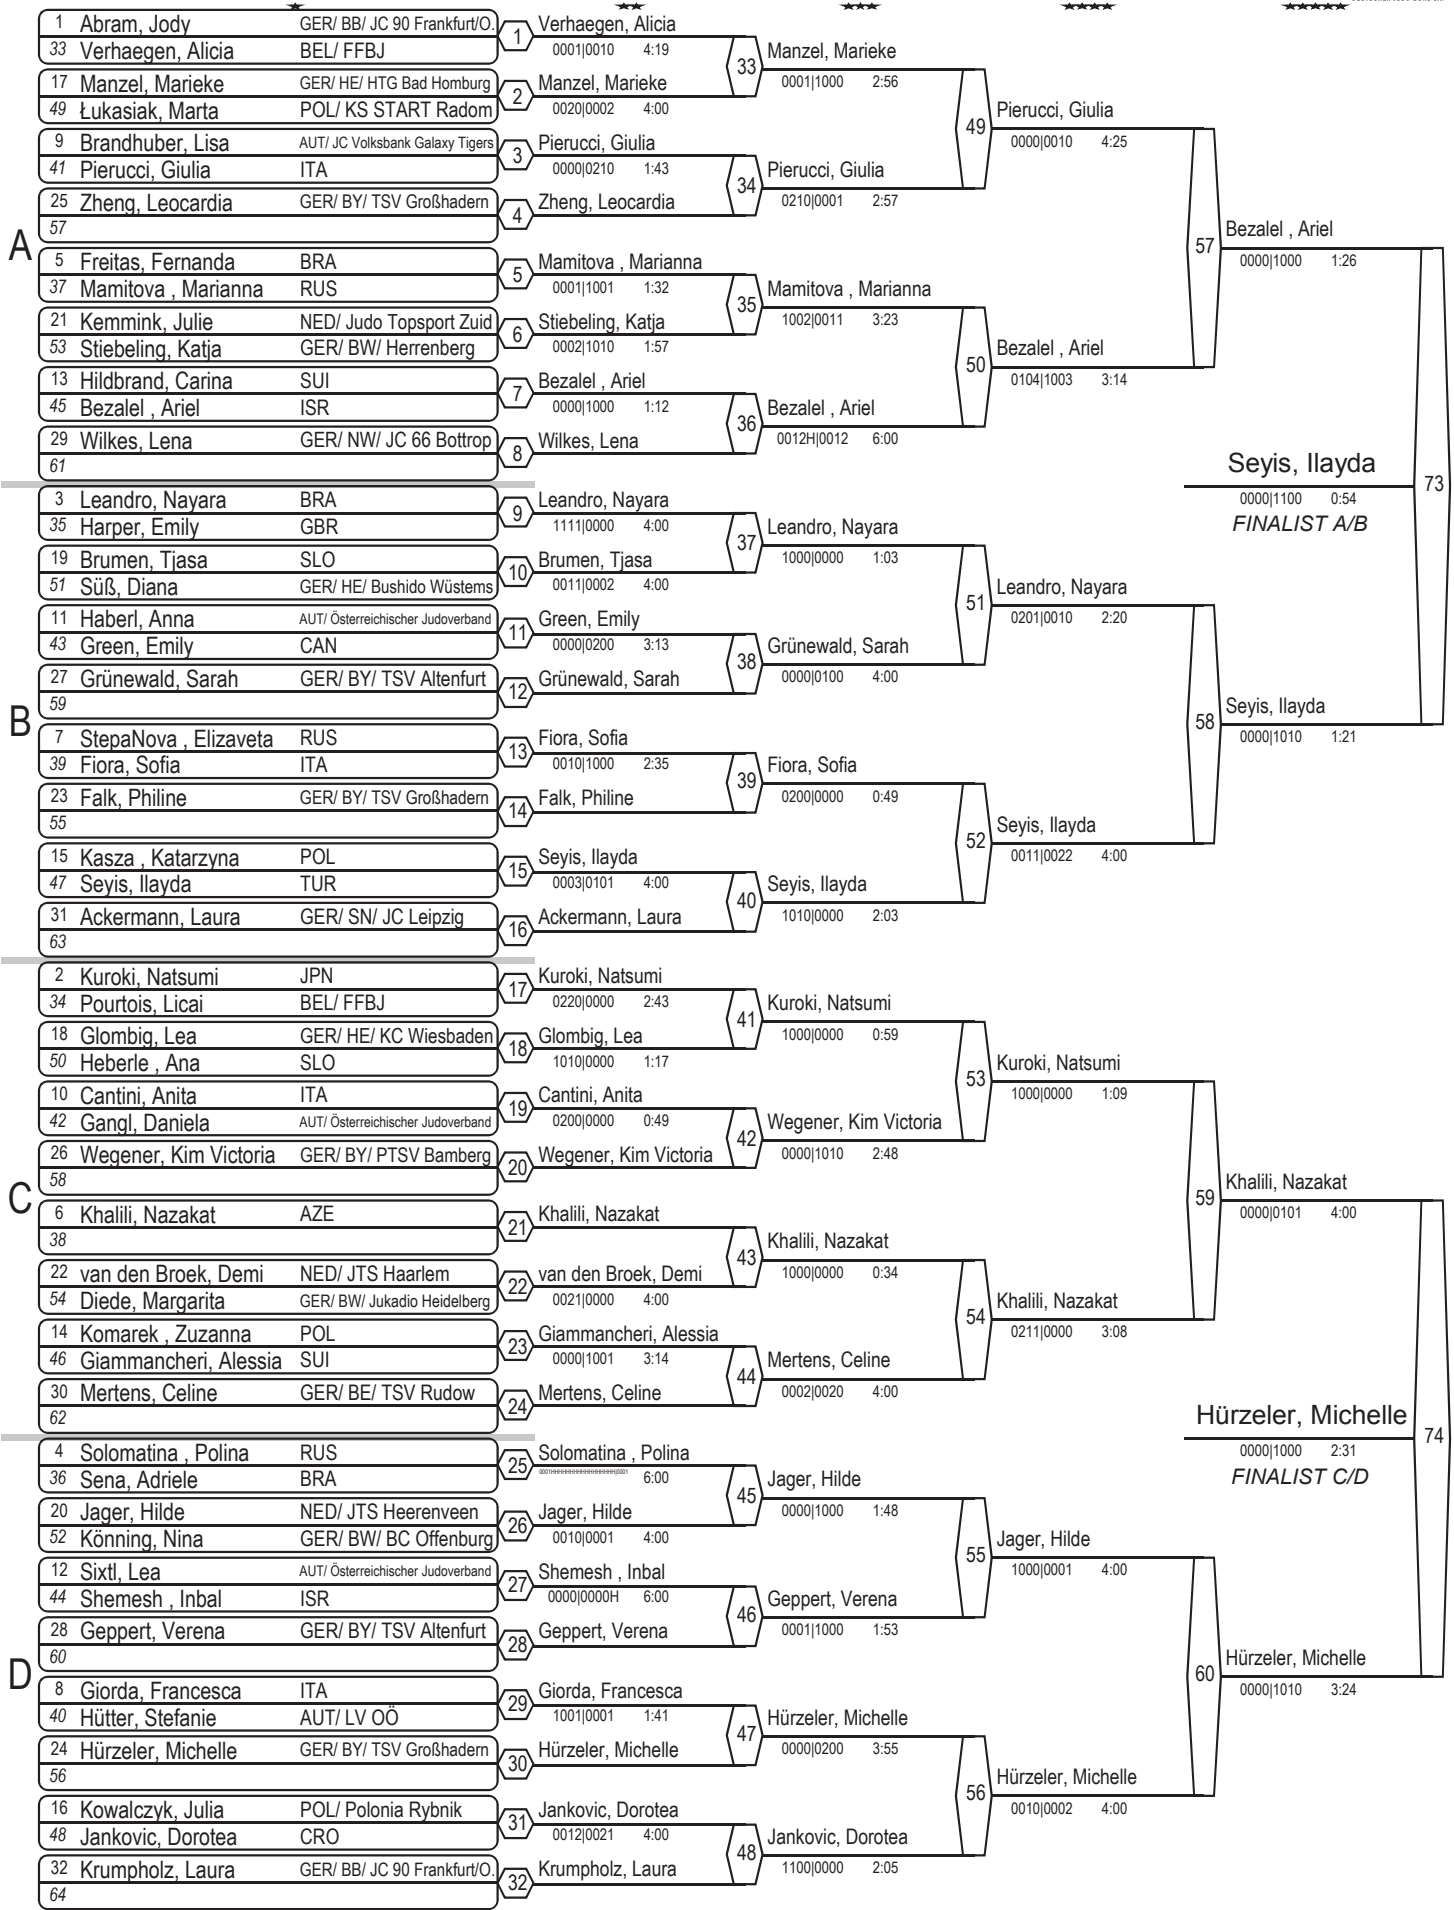 1 Abram, Jody GER/ BB/ JC 90 Frankfurt/O.
33 Verhaegen, Alicia BEL/ FFBJ
17 Manzel, Marieke GER/ HE/ HTG Bad Homburg
49 Łukasiak, Marta POL/ KS START Radom
9 Brandhuber, Lisa AUT/ JC Volksbank Galaxy Tigers
41 Pierucci, Giulia ITA
25 Zheng, Leocardia GER/ BY/ TSV Großhadern
57
A
5 Freitas, Fernanda BRA
37 Mamitova , Marianna RUS
21 Kemmink, Julie NED/ Judo Topsport Zuid
53 Stiebeling, Katja GER/ BW/ Herrenberg
13 Hildbrand, Carina SUI
45 Bezalel , Ariel ISR
29 Wilkes, Lena GER/ NW/ JC 66 Bottrop
61
3 Leandro, Nayara BRA
35 Harper, Emily GBR
19 Brumen, Tjasa SLO
51 Süß, Diana GER/ HE/ Bushido Wüstems
11 Haberl, Anna AUT/ Österreichischer Judoverband
43 Green, Emily CAN
27 Grünewald, Sarah GER/ BY/ TSV Altenfurt
59
B
7 StepaNova , Elizaveta RUS
39 Fiora, Sofia ITA
23 Falk, Philine GER/ BY/ TSV Großhadern
55
15 Kasza , Katarzyna POL
47 Seyis, Ilayda TUR
31 Ackermann, Laura GER/ SN/ JC Leipzig
63
2 Kuroki, Natsumi JPN
34 Pourtois, Licai BEL/ FFBJ
18 Glombig, Lea GER/ HE/ KC Wiesbaden
50 Heberle , Ana SLO
10 Cantini, Anita ITA
42 Gangl, Daniela AUT/ Österreichischer Judoverband
26 Wegener, Kim Victoria GER/ BY/ PTSV Bamberg
58
C
6 Khalili, Nazakat AZE
38
22 van den Broek, Demi NED/ JTS Haarlem
54 Diede, Margarita GER/ BW/ Jukadio Heidelberg
14 Komarek , Zuzanna POL
46 Giammancheri, Alessia SUI
30 Mertens, Celine GER/ BE/ TSV Rudow
62
4 Solomatina , Polina RUS
36 Sena, Adriele BRA
20 Jager, Hilde NED/ JTS Heerenveen
52 Könning, Nina GER/ BW/ BC Offenburg
12 Sixtl, Lea AUT/ Österreichischer Judoverband
44 Shemesh , Inbal ISR
28 Geppert, Verena GER/ BY/ TSV Altenfurt
60
D
8 Giorda, Francesca ITA
40 Hütter, Stefanie AUT/ LV OÖ
24 Hürzeler, Michelle GER/ BY/ TSV Großhadern
56
16 Kowalczyk, Julia POL/ Polonia Rybnik
48 Jankovic, Dorotea CRO
32 Krumpholz, Laura GER/ BB/ JC 90 Frankfurt/O.
64
1 Verhaegen, Alicia
0001|0010 4:19
2 Manzel, Marieke
0020|0002 4:00
3 Pierucci, Giulia
0000|0210 1:43
4 Zheng, Leocardia
5 Mamitova , Marianna
0001|1001 1:32
6 Stiebeling, Katja
0002|1010 1:57
7 Bezalel , Ariel
0000|1000 1:12
8 Wilkes, Lena
9 Leandro, Nayara
1111|0000 4:00
10 Brumen, Tjasa
0011|0002 4:00
11 Green, Emily
0000|0200 3:13
12 Grünewald, Sarah
13 Fiora, Sofia
0010|1000 2:35
14 Falk, Philine
15 Seyis, Ilayda
0003|0101 4:00
16 Ackermann, Laura
17 Kuroki, Natsumi
0220|0000 2:43
18 Glombig, Lea
1010|0000 1:17
19 Cantini, Anita
0200|0000 0:49
20 Wegener, Kim Victoria
21 Khalili, Nazakat
22 van den Broek, Demi
0021|0000 4:00
23 Giammancheri, Alessia
0000|1001 3:14
24 Mertens, Celine
25 Solomatina , Polina
6:00
26 Jager, Hilde
0010|0001 4:00
27 Shemesh , Inbal
0000|0000H 6:00
28 Geppert, Verena
29 Giorda, Francesca
1001|0001 1:41
30 Hürzeler, Michelle
31 Jankovic, Dorotea
0012|0021 4:00
32 Krumpholz, Laura
33 Manzel, Marieke
0001|1000 2:56
34 Pierucci, Giulia
0210|0001 2:57
35 Mamitova , Marianna
1002|0011 3:23
36 Bezalel , Ariel
0012H|0012 6:00
37 Leandro, Nayara
1000|0000 1:03
38 Grünewald, Sarah
0000|0100 4:00
39 Fiora, Sofia
0200|0000 0:49
40 Seyis, Ilayda
1010|0000 2:03
41 Kuroki, Natsumi
1000|0000 0:59
42 Wegener, Kim Victoria
0000|1010 2:48
43 Khalili, Nazakat
1000|0000 0:34
44 Mertens, Celine
0002|0020 4:00
45 Jager, Hilde
0000|1000 1:48
46 Geppert, Verena
0001|1000 1:53
47 Hürzeler, Michelle
0000|0200 3:55
48 Jankovic, Dorotea
1100|0000 2:05
49 Pierucci, Giulia
0000|0010 4:25
50 Bezalel , Ariel
0104|1003 3:14
51 Leandro, Nayara
0201|0010 2:20
52 Seyis, Ilayda
0011|0022 4:00
53 Kuroki, Natsumi
1000|0000 1:09
54 Khalili, Nazakat
0211|0000 3:08
55 Jager, Hilde
1000|0001 4:00
56 Hürzeler, Michelle
0010|0002 4:00
57 Bezalel , Ariel
0000|1000 1:26
58 Seyis, Ilayda
0000|1010 1:21
59 Khalili, Nazakat
0000|0101 4:00
60 Hürzeler, Michelle
0000|1010 3:24
Seyis, Ilayda 73
0000|1100 0:54
FINALIST A/B
Hürzeler, Michelle 74
0000|1000 2:31
FINALIST C/D